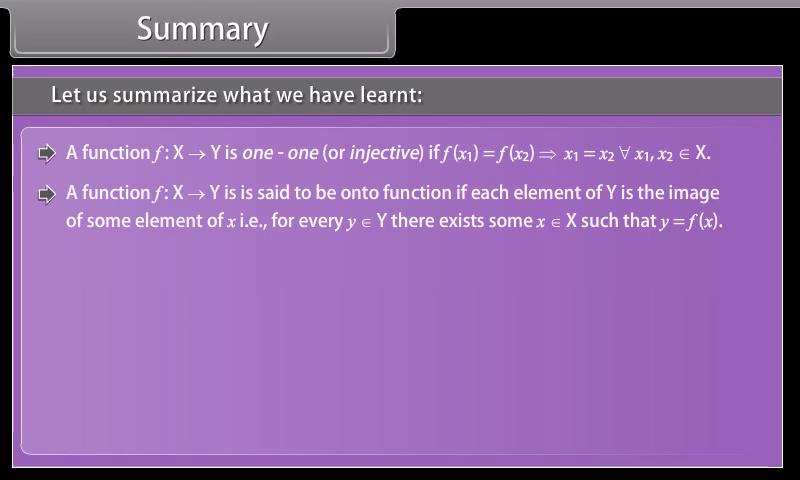 Summary
Let us summarize what we have learnt:
A function f : X → Y is one - one (or injective) if f (x₁) = f (x₂) ⇒ x₁ = x₂ ∀ x₁, x₂ ∈ X.
A function f : X → Y is is said to be onto function if each element of Y is the image
of some element of x i.e., for every y ∈ Y there exists some x ∈ X such that y = f (x).